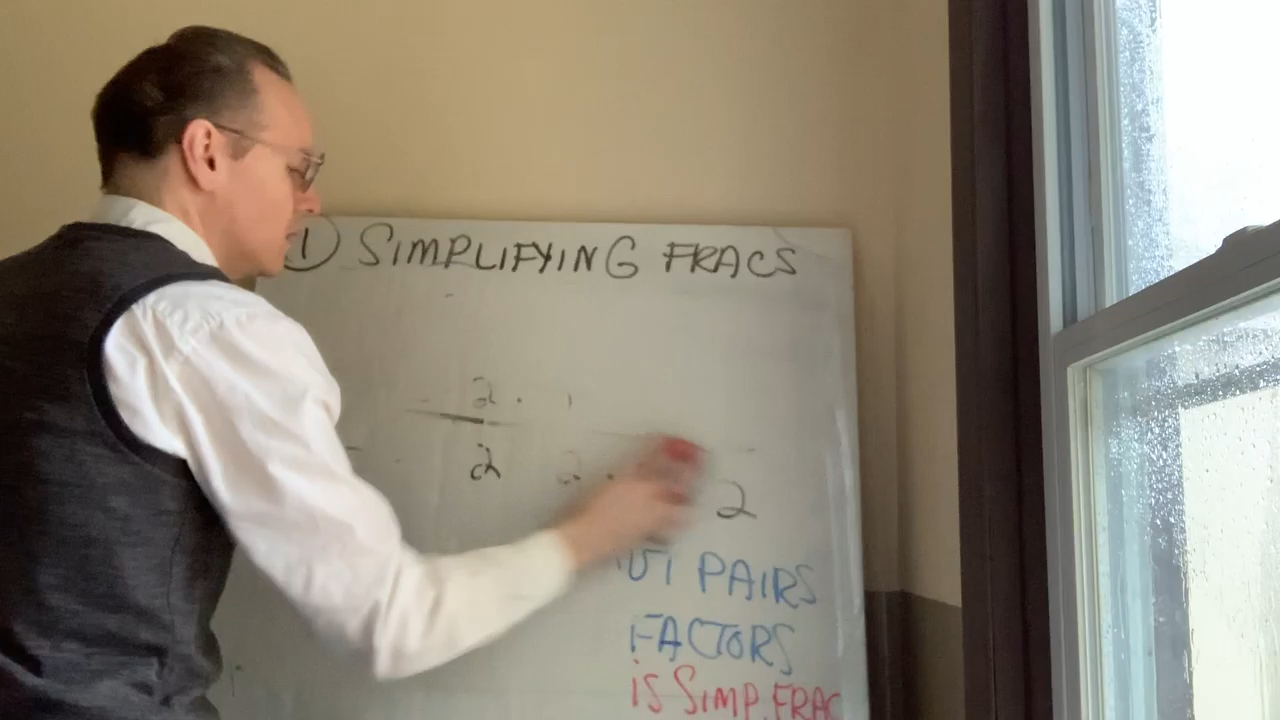 1) SIMPLIFYING FRACS
2 ·
2 2 ·
2
PAIRS
FACTORS
IS SIMP. FRAC